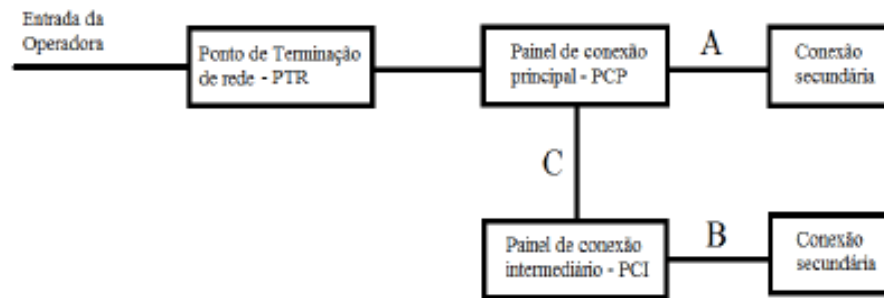 Entrada da
Operadora
Ponto de Terminação
de rede - PTR
Painel de conexão
principal - PCP
A
Conexão
secundária
C
Painel de conexão
intermediário - PCI
B
Conexão
secundária